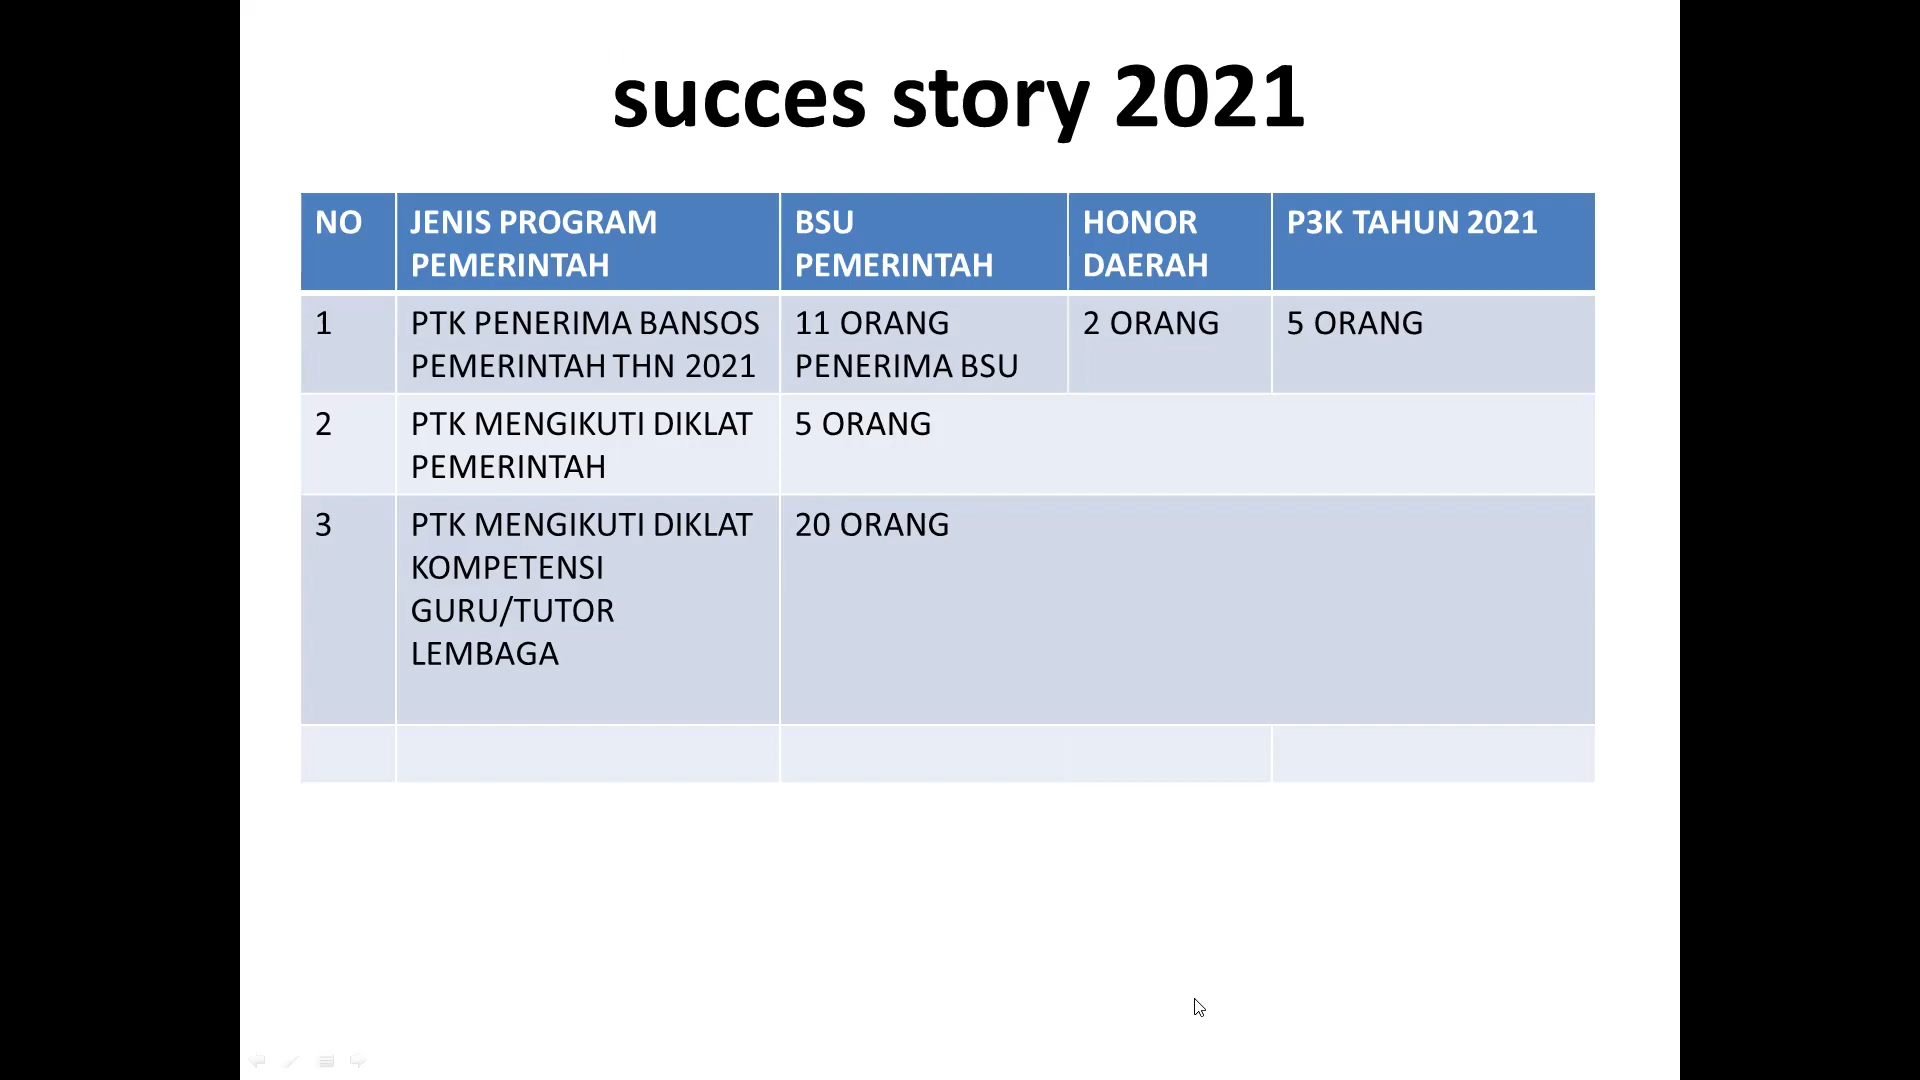 succes story 2021
NO
JENIS PROGRAM
PEMERINTAH
BSU
PEMERINTAH
HONOR
DAERAH
P3K TAHUN 2021
1
PTK PENERIMA BANSOS
PEMERINTAH THN 2021
11 ORANG
PENERIMA BSU
2 ORANG
5 ORANG
2
PTK MENGIKUTI DIKLAT
PEMERINTAH
5 ORANG
3
PTK MENGIKUTI DIKLAT
KOMPETENSI
GURU/TUTOR
LEMBAGA
20 ORANG